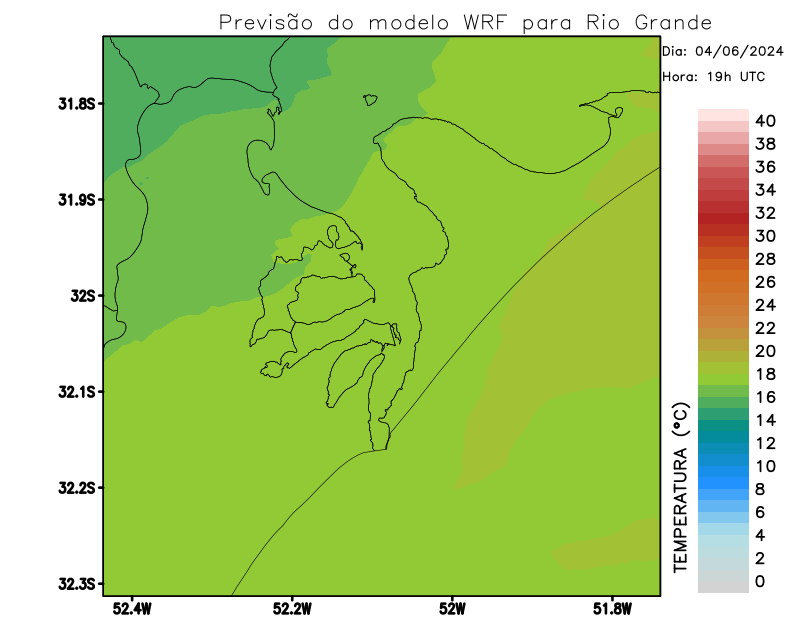 Previsão do modelo WRF para Rio Grande
Dia: 04/06/2024
Hora: 19h UTC
31.8S
31.9S
32S
32.1S
32.2S
32.3S
52.4W
52.2W
52W
51.8W
TEMPERATURA (°C)
40
38
36
34
32
30
28
26
24
22
20
18
16
14
12
10
8
6
4
2
0